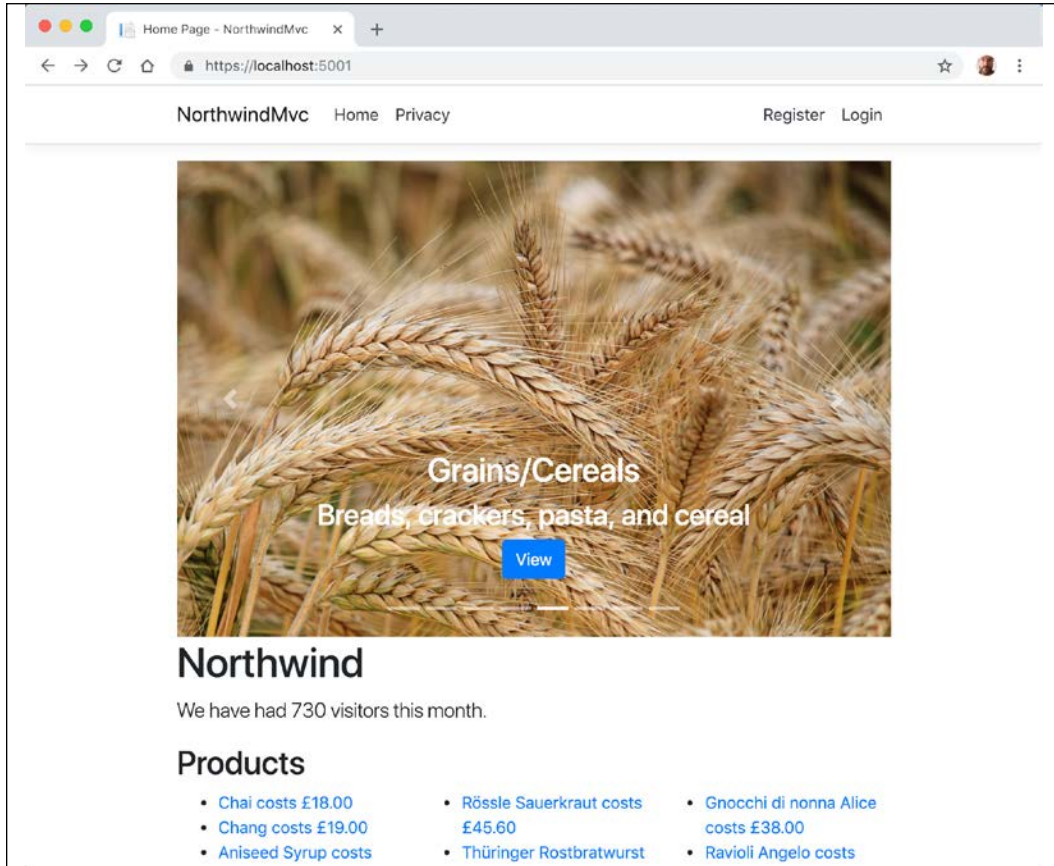 Home Page - NorthwindMvc
https://localhost:5001
NorthwindMvc Home Privacy Register Login
Grains/Cereals
Breads, crackers, pasta, and cereal
View
Northwind
We have had 730 visitors this month.
Products
• Chai costs £18.00
• Chang costs £19.00
• Aniseed Syrup costs
• Rössle Sauerkraut costs
£45.60
• Thüringer Rostbratwurst
• Gnocchi di nonna Alice
costs £38.00
• Ravioli Angelo costs